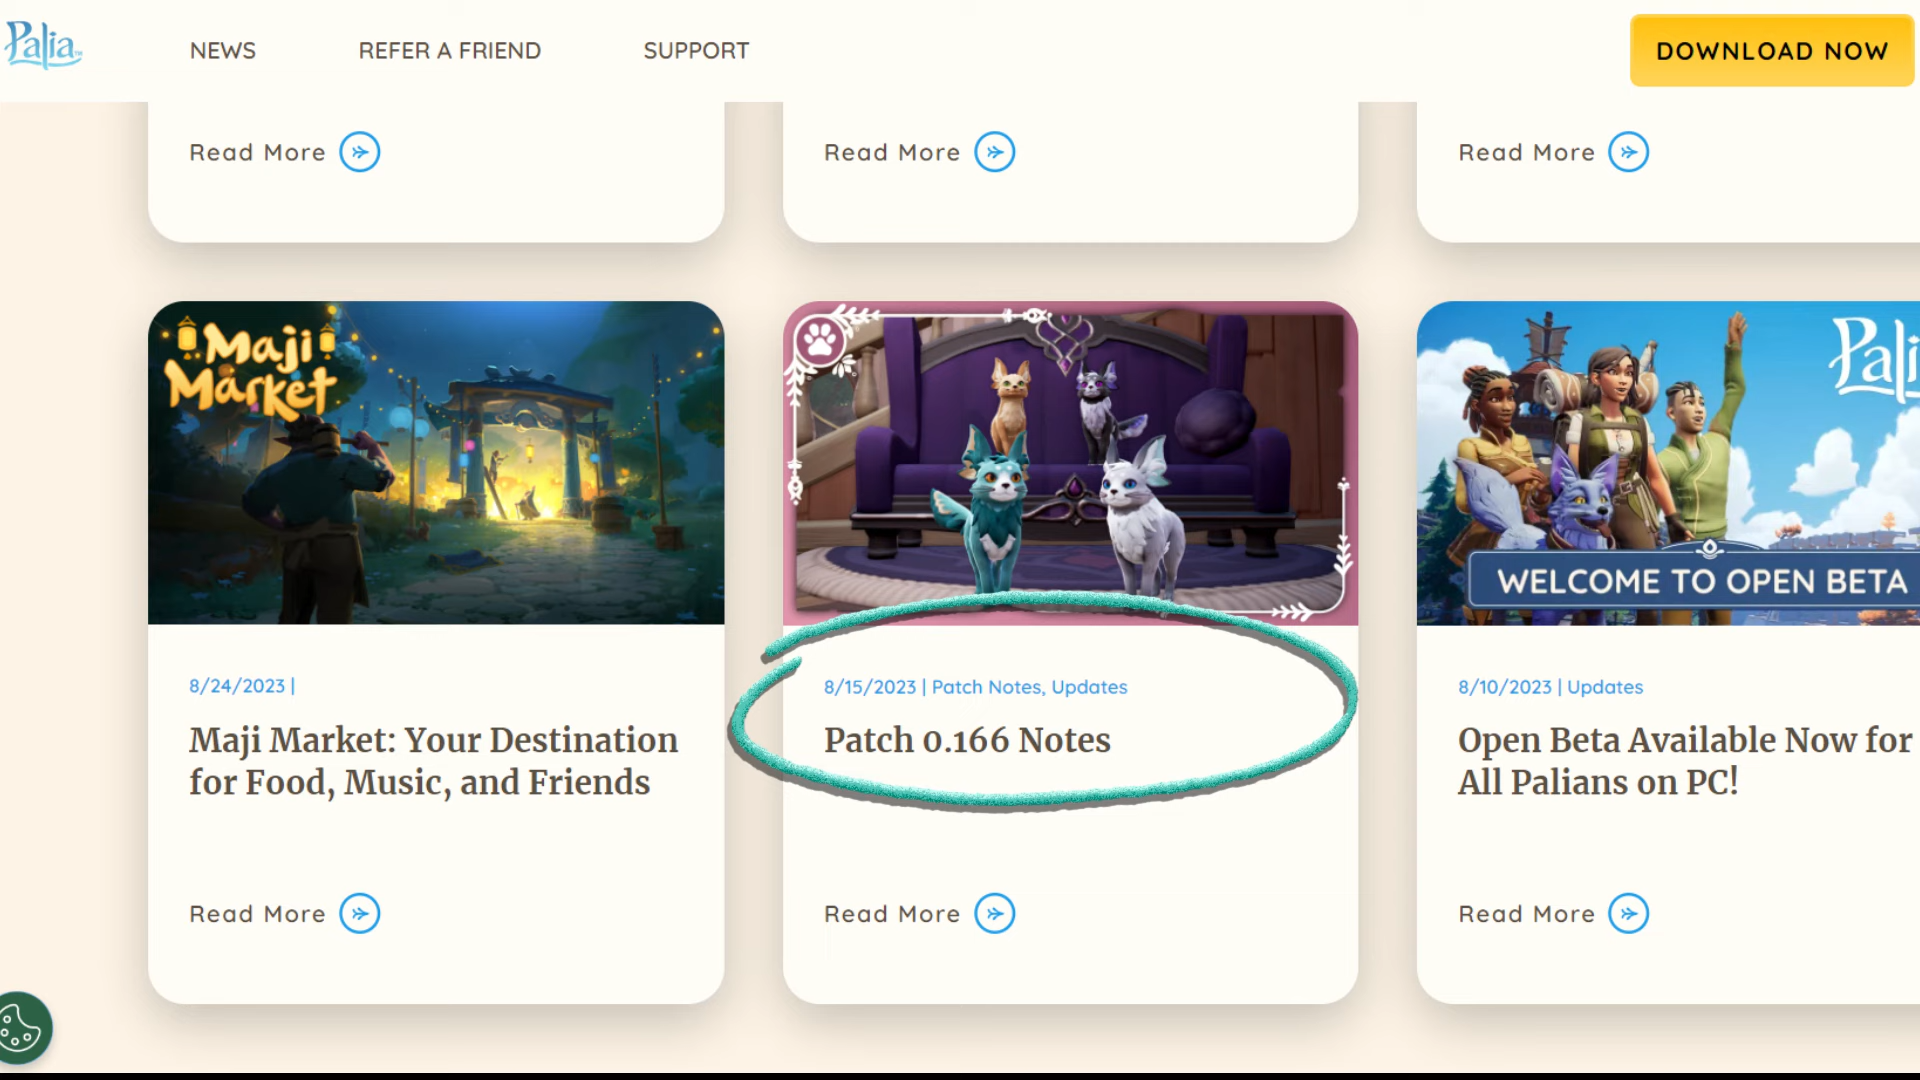 Palia
NEWS
REFER A FRIEND
SUPPORT
DOWNLOAD NOW
Read More
Read More
Read More
Maji
Market
Pali
WELCOME TO OPEN BETA
8/24/2023 |
Maji Market: Your Destination
for Food, Music, and Friends
Read More
8/15/2023 | Patch Notes, Updates
Patch 0.166 Notes
Read More
8/10/2023 | Updates
Open Beta Available Now for
All Palians on PC!
Read More